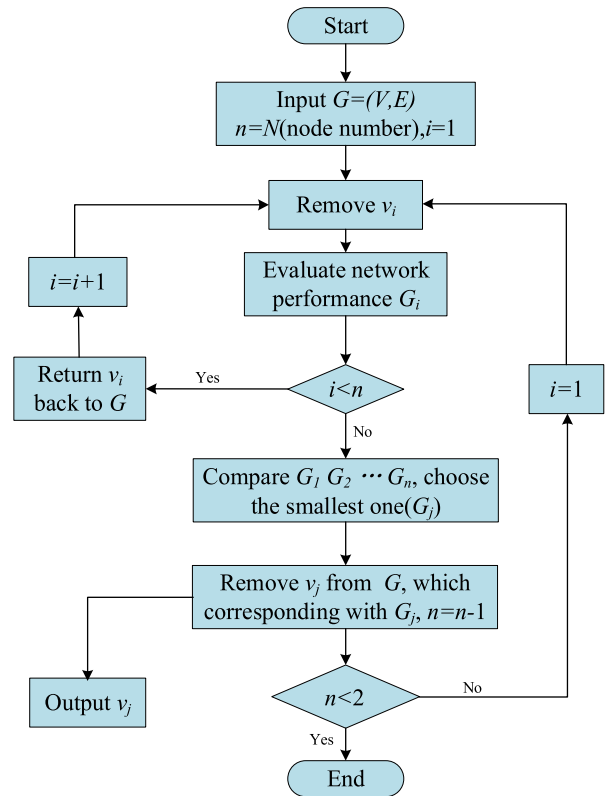 Start
Input G=(V,E)
n=N(node number),i=1
Remove vi
Evaluate network
performance Gi
i=i+1
Return vi
back to G
Yes
i<n
i=1
No
Compare G1 G2 ··· Gn, choose
the smallest one(Gj)
Remove vj from G, which
corresponding with Gj, n=n-1
Output vj
n<2
No
Yes
End